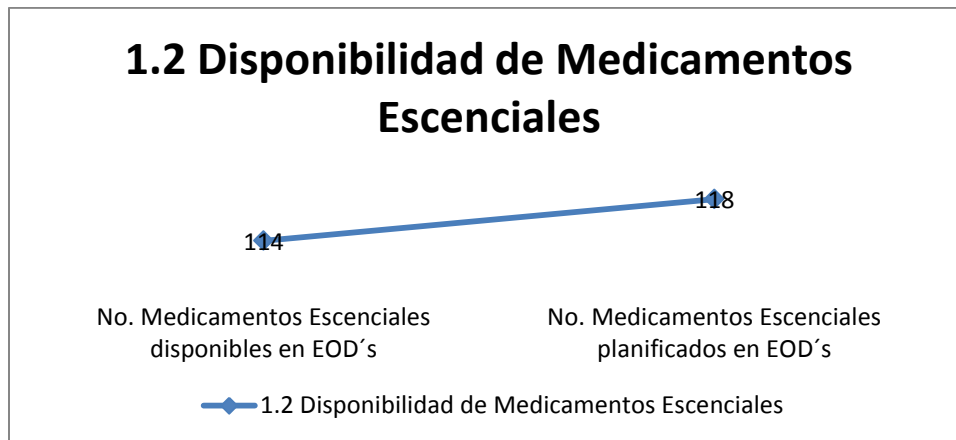 1.2 Disponibilidad de Medicamentos
Escenciales
118
114
No. Medicamentos Escenciales
disponibles en EOD´s
No. Medicamentos Escenciales
planificados en EOD´s
1.2 Disponibilidad de Medicamentos Escenciales